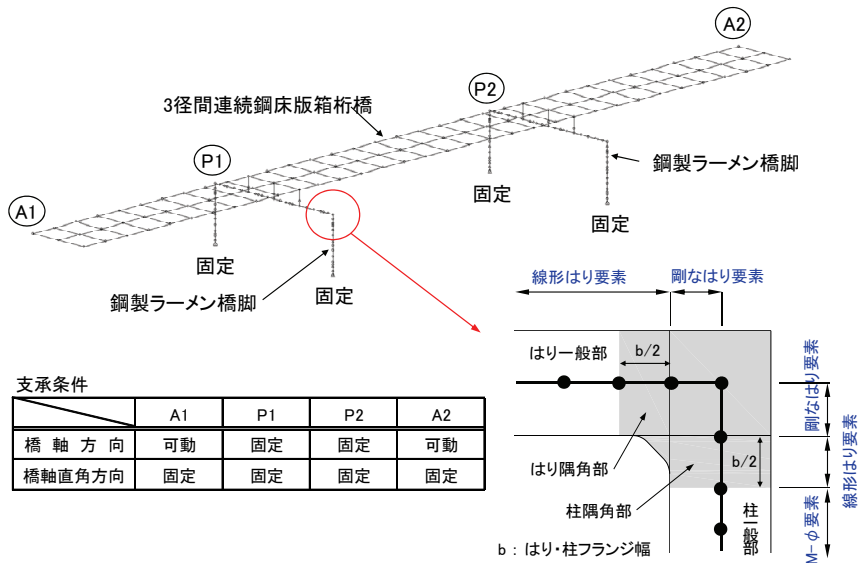 A2
P2
3径間連続鋼床版箱桁橋
P1
鋼製ラーメン橋脚
固定
A1
固定
固定
鋼製ラーメン橋脚
固定
線形はり要素
剛なはり要素
はり一般部
b/2
剛なはり要素
はり隅角部
b/2
線形はり要素
柱隅角部
柱一般部
M-φ要素
b : はり・柱フランジ幅
支承条件
A1 P1 P2 A2
橋軸方向 可動 固定 固定 可動
橋軸直角方向 固定 固定 固定 固定